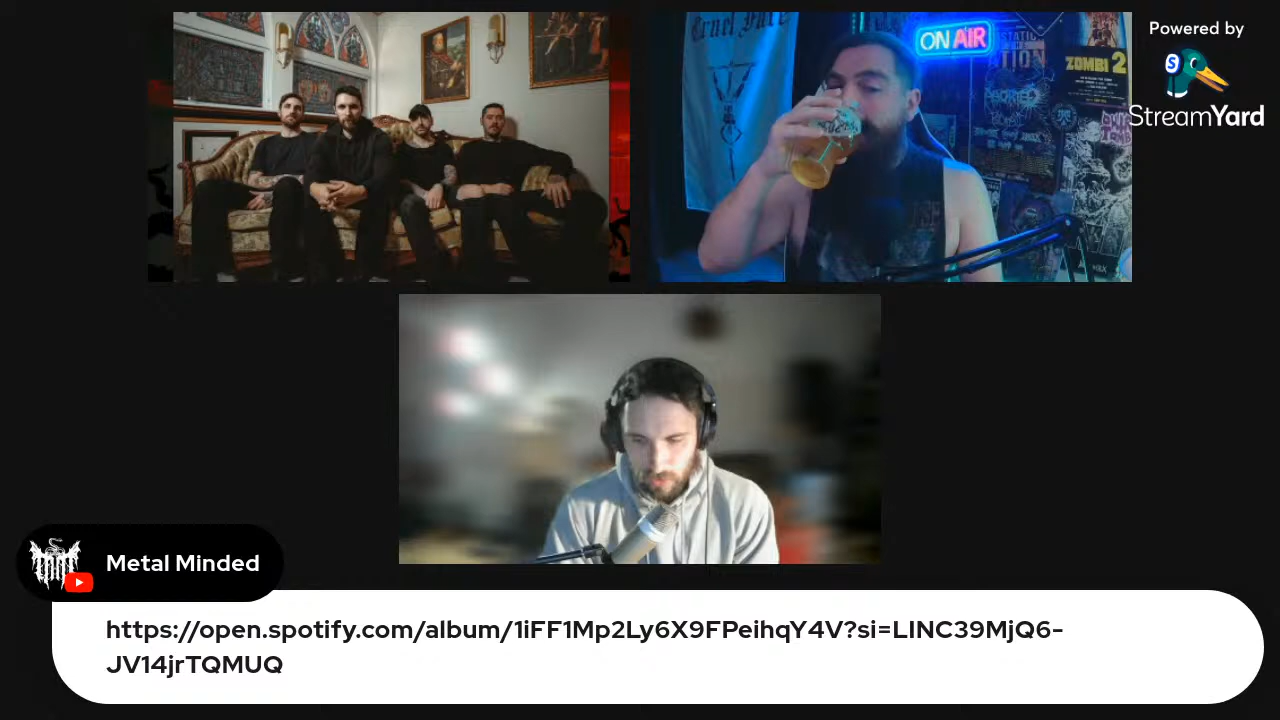 Powered by
StreamYard
ON AIR
ZOMBI 2
Metal Minded
https://open.spotify.com/album/1iFF1Mp2Ly6X9FPeihqY4V?si=LINC39MjQ6-
JV14jrTQMUQ